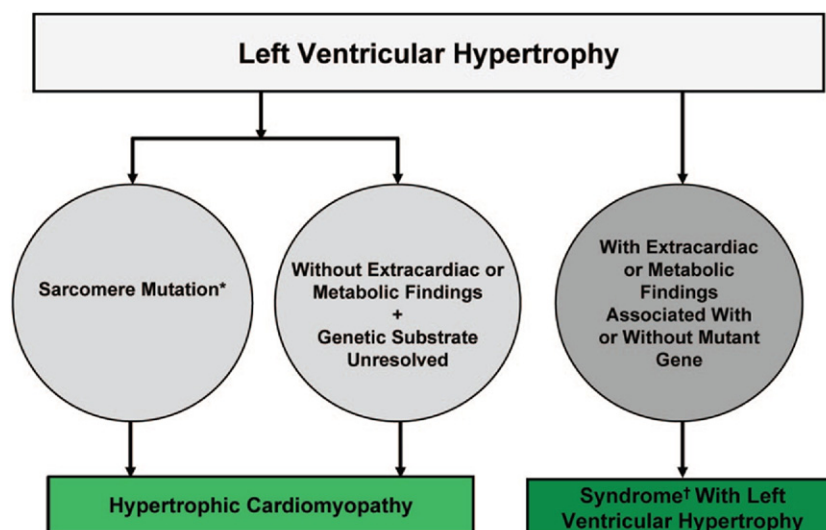 Left Ventricular Hypertrophy
Sarcomere Mutation*
Without Extracardiac or
Metabolic Findings
+
Genetic Substrate
Unresolved
With Extracardiac
or Metabolic
Findings
Associated With
or Without Mutant
Gene
Hypertrophic Cardiomyopathy
Syndrome† With Left
Ventricular Hypertrophy